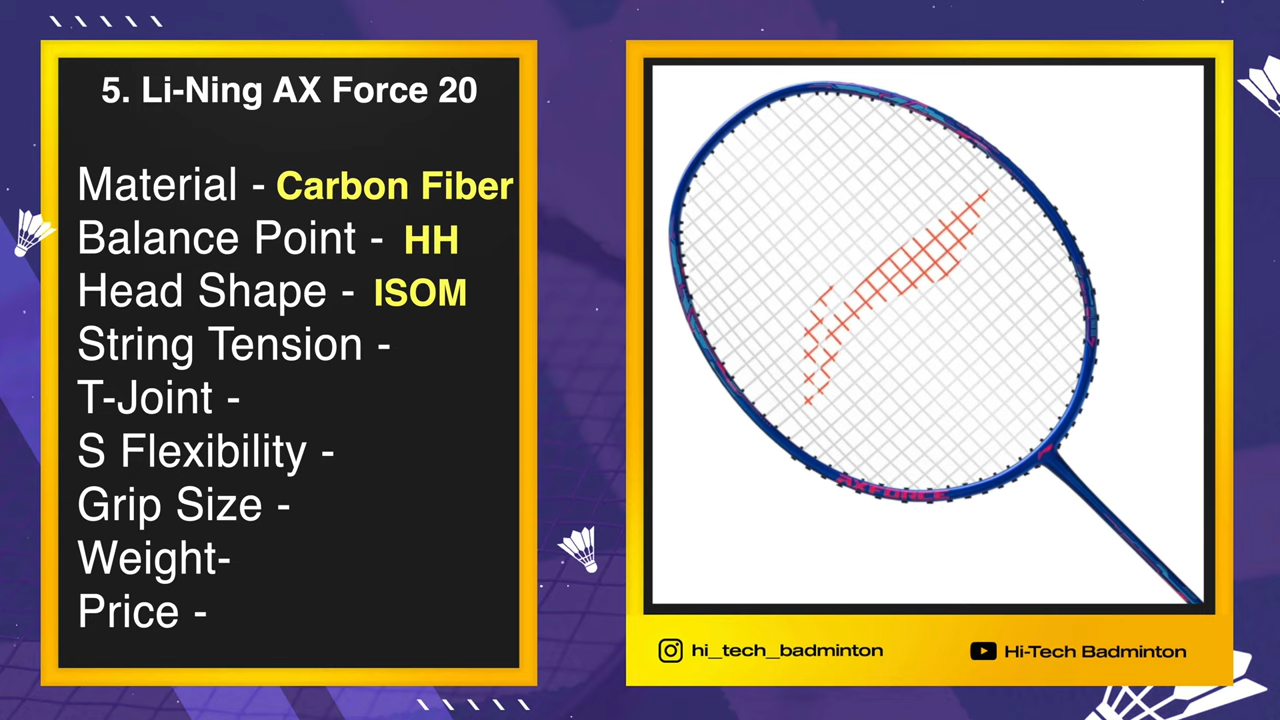 5. Li-Ning AX Force 20
Material - Carbon Fiber
Balance Point - HH
Head Shape - ISOM
String Tension -
T-Joint -
S Flexibility -
Grip Size -
Weight-
Price -
AXFORCE
hi_tech_badminton
Hi-Tech Badminton